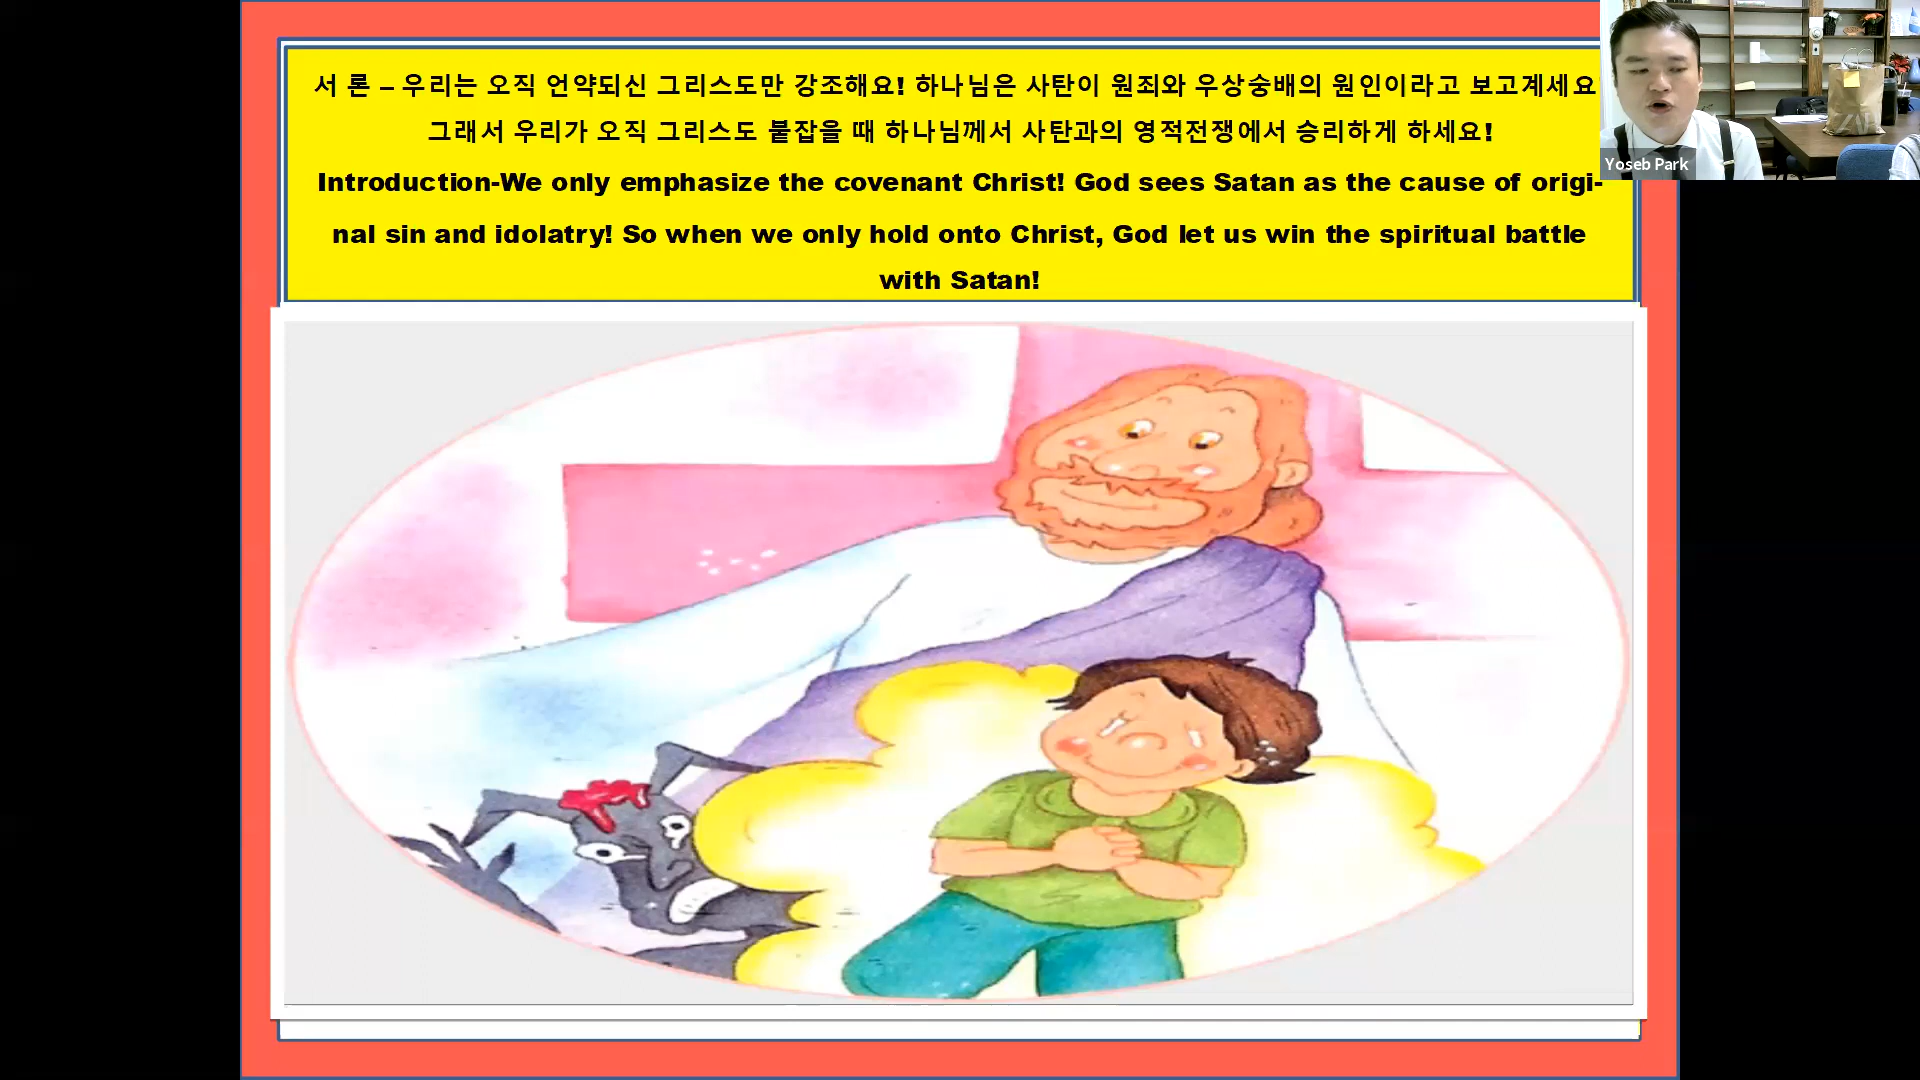 서 론 – 우리는 오직 언약되신 그리스도만 강조해요! 하나님은 사탄이 원죄와 우상숭배의 원인이라고 보고계세요
그래서 우리가 오직 그리스도 붙잡을 때 하나님께서 사탄과의 영적전쟁에서 승리하게 하세요!
Introduction-We only emphasize the covenant Christ! God sees Satan as the cause of origi-
nal sin and idolatry! So when we only hold onto Christ, God let us win the spiritual battle
with Satan!
Yoseb Park